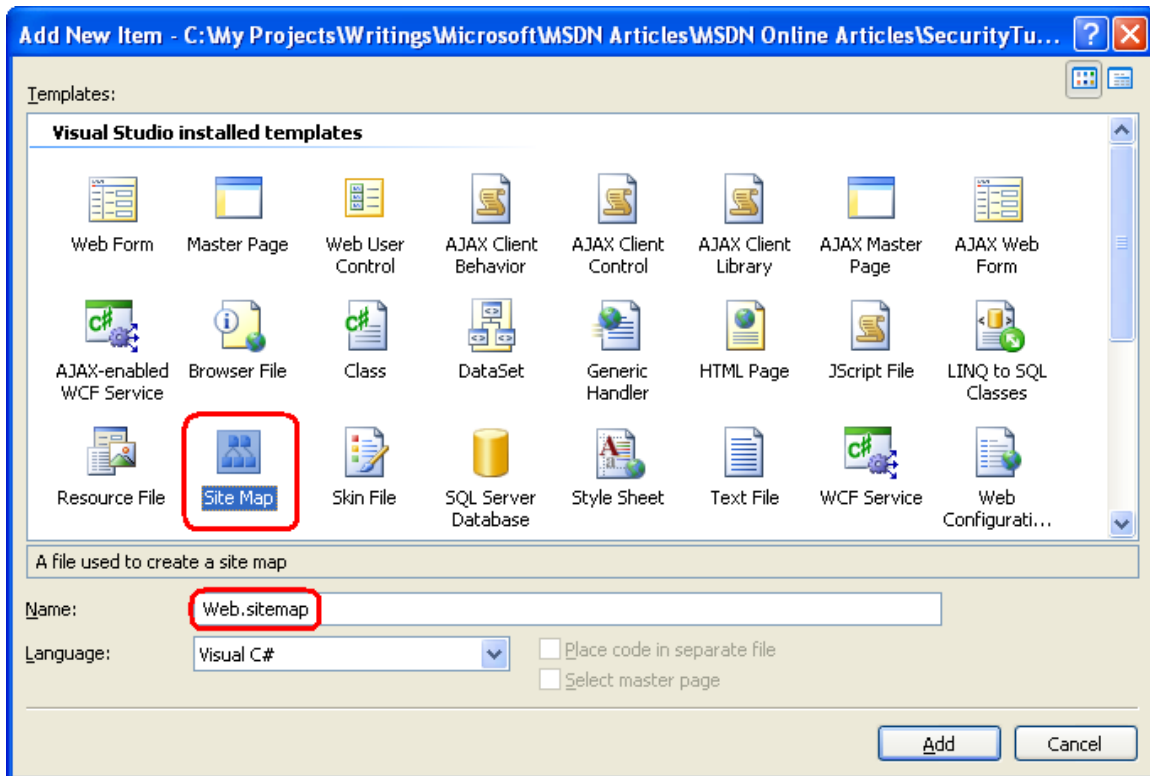 Add New Item - C:\My Projects\Writings\Microsoft\MSDN Articles\MSDN Online Articles\SecurityTu...
Templates:
Visual Studio installed templates
Web Form
Master Page
Web User
Control
AJAX Client
Behavior
AJAX Client
Control
AJAX Client
Library
AJAX Master
Page
AJAX Web
Form
AJAX-enabled
WCF Service
Browser File
Class
DataSet
Generic
Handler
HTML Page
JScript File
LINQ to SQL
Classes
Resource File
Site Map
Skin File
SQL Server
Database
Style Sheet
Text File
WCF Service
Web
Configurati...
A file used to create a site map
Name: Web.sitemap
Language: Visual C#
Place code in separate file
Select master page
Add
Cancel